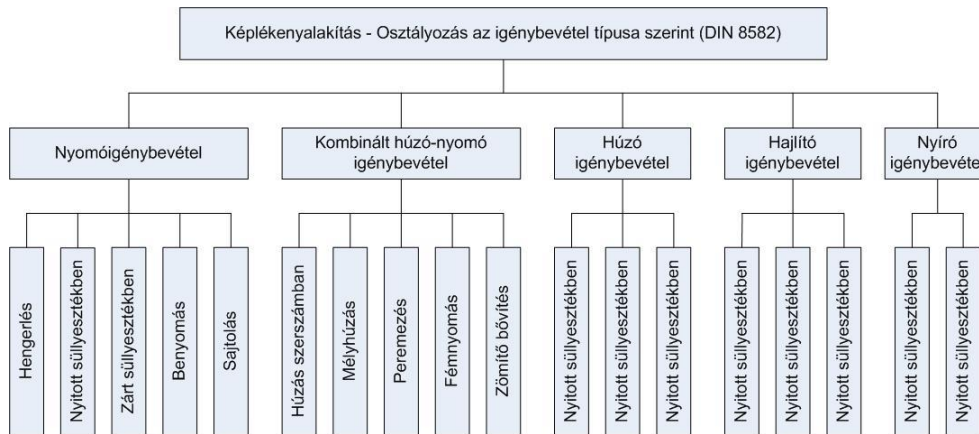 Képlékenyalakítás - Osztályozás az igénybevétel típusa szerint (DIN 8582)
Nyomóigénybevétel
Kombinált húzó-nyomó
igénybevétel
Húzó
igénybevétel
Hajlító
igénybevétel
Nyíró
igénybevétel
Hengerlés
Nyitott süllyesztékben
Zárt süllyesztékben
Benyomás
Sajtolás
Húzás szerszámban
Mélyhúzás
Peremezés
Fémnyomás
Zömítő bővítés
Nyitott süllyesztékben
Nyitott süllyesztékben
Nyitott süllyesztékben
Nyitott süllyesztékben
Nyitott süllyesztékben
Nyitott süllyesztékben
Nyitott süllyesztékben
Nyitott süllyesztékben